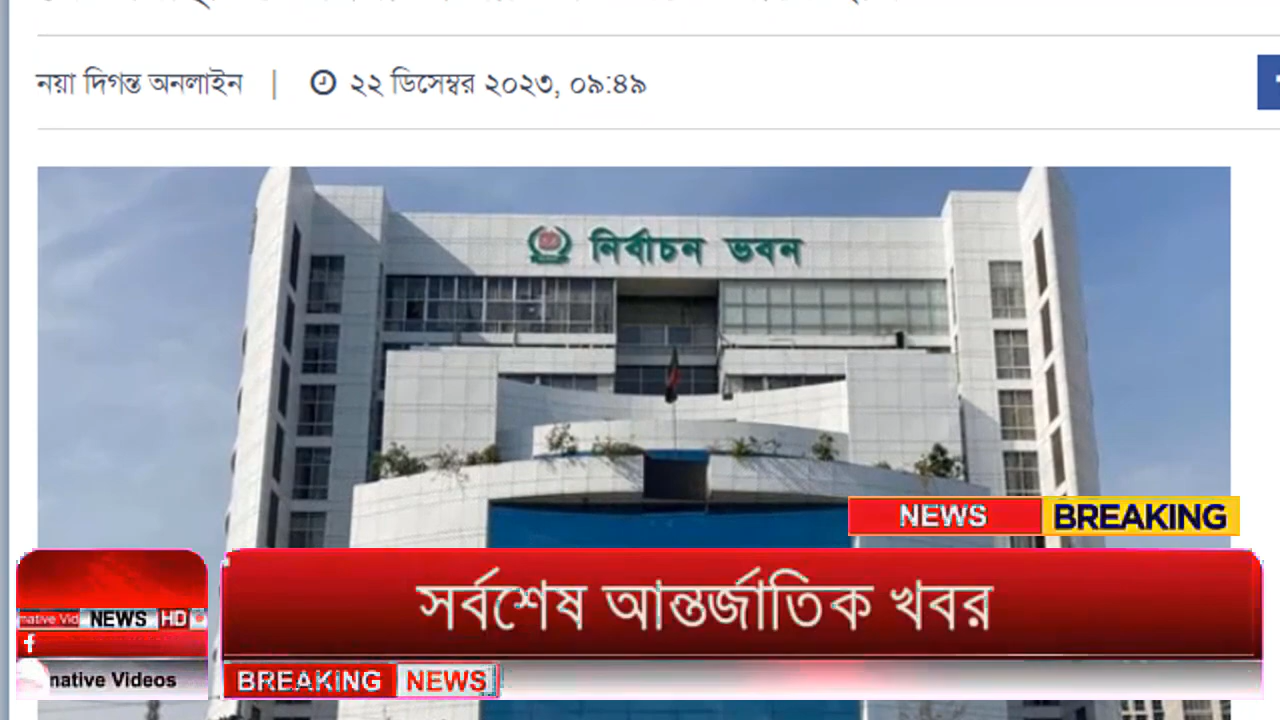 নয়া দিগন্ত অনলাইন | ২২ ডিসেম্বর ২০২৩, ০৯:৪৯
নির্বাচন ভবন
NEWS BREAKING
সর্বশেষ আন্তর্জাতিক খবর
NEWS HD
Videos
BREAKING NEWS